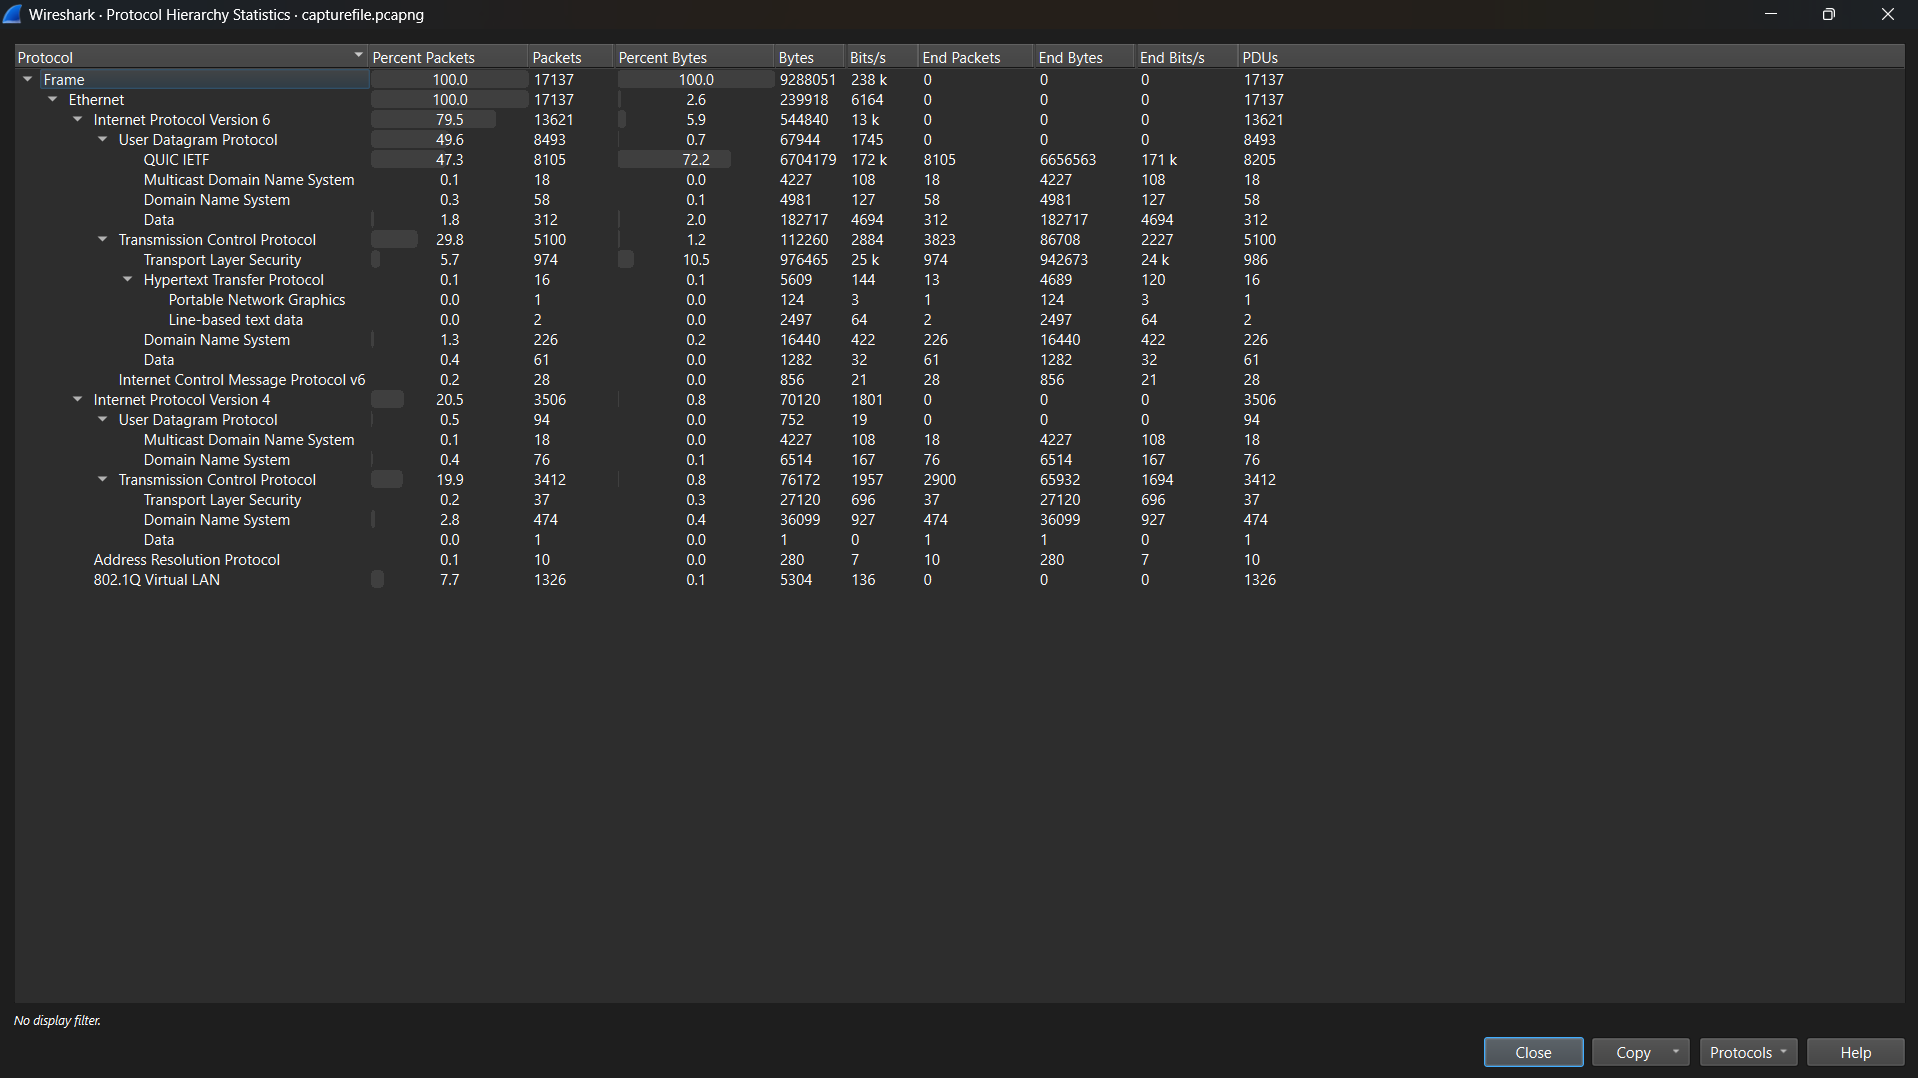 Wireshark · Protocol Hierarchy Statistics · capturefile.pcapng
Protocol Percent Packets Packets Percent Bytes Bytes Bits/s End Packets End Bytes End Bits/s PDUs
Frame 100.0 17137 100.0 9288051 238 k 0 0 0 17137
Ethernet 100.0 17137 2.6 239918 6164 0 0 0 17137
Internet Protocol Version 6 79.5 13621 5.9 544840 13 k 0 0 0 13621
User Datagram Protocol 49.6 8493 0.7 67944 1745 0 0 0 8493
QUIC IETF 47.3 8105 72.2 6704179 172 k 8105 6656563 171 k 8205
Multicast Domain Name System 0.1 18 0.0 4227 108 18 4227 108 18
Domain Name System 0.3 58 0.1 4981 127 58 4981 127 58
Data 1.8 312 2.0 182717 4694 312 182717 4694 312
Transmission Control Protocol 29.8 5100 1.2 112260 2884 3823 86708 2227 5100
Transport Layer Security 5.7 974 10.5 976465 25 k 974 942673 24 k 986
Hypertext Transfer Protocol 0.1 16 0.1 5609 144 13 4689 120 16
Portable Network Graphics 0.0 1 0.0 124 3 1 124 3 1
Line-based text data 0.0 2 0.0 2497 64 2 2497 64 2
Domain Name System 1.3 226 0.2 16440 422 226 16440 422 226
Data 0.4 61 0.0 1282 32 61 1282 32 61
Internet Control Message Protocol v6 0.2 28 0.0 856 21 28 856 21 28
Internet Protocol Version 4 20.5 3506 0.8 70120 1801 0 0 0 3506
User Datagram Protocol 0.5 94 0.0 752 19 0 0 0 94
Multicast Domain Name System 0.1 18 0.0 4227 108 18 4227 108 18
Domain Name System 0.4 76 0.1 6514 167 76 6514 167 76
Transmission Control Protocol 19.9 3412 0.8 76172 1957 2900 65932 1694 3412
Transport Layer Security 0.2 37 0.3 27120 696 37 27120 696 37
Domain Name System 2.8 474 0.4 36099 927 474 36099 927 474
Data 0.0 1 0.0 1 0 1 1 0 1
Address Resolution Protocol 0.1 10 0.0 280 7 10 280 7 10
802.1Q Virtual LAN 7.7 1326 0.1 5304 136 0 0 0 1326
No display filter.
Close Copy Protocols Help